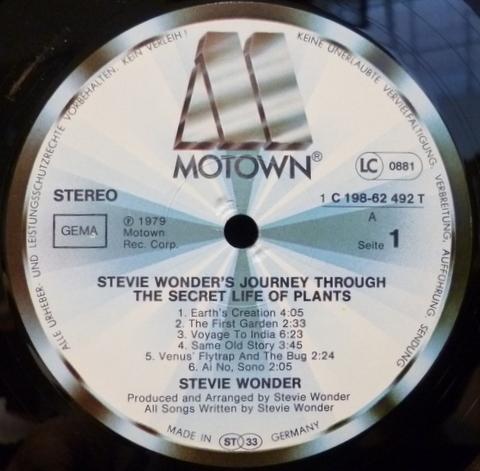 ALLE URHEBER- UND LEISTUNGSSCHUTZRECHTE VORBEHALTEN. KEIN VERLEIH!
KEINE UNERLAUBTE VERVIELFÄLTIGUNG, VERBREITUNG, AUFFÜHRUNG, SENDUNG
MOTOWN®
LC 0881
STEREO
1 C 198-62 492 T
GEMA
℗ 1979
Motown
Rec. Corp.
A
Seite 1
STEVIE WONDER'S JOURNEY THROUGH
THE SECRET LIFE OF PLANTS
1. Earth's Creation 4:05
2. The First Garden 2:33
3. Voyage To India 6:23
4. Same Old Story 3:45
5. Venus' Flytrap And The Bug 2:24
6. Ai No, Sono 2:05
STEVIE WONDER
Produced and Arranged by Stevie Wonder
All Songs Written by Stevie Wonder
MADE IN ST 33 GERMANY